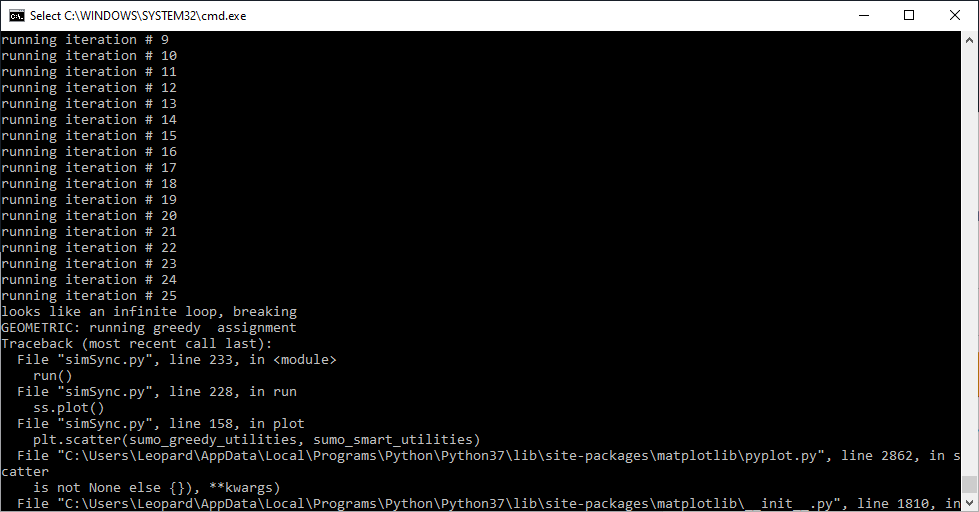 Select C:\WINDOWS\SYSTEM32\cmd.exe
running iteration # 9
running iteration # 10
running iteration # 11
running iteration # 12
running iteration # 13
running iteration # 14
running iteration # 15
running iteration # 16
running iteration # 17
running iteration # 18
running iteration # 19
running iteration # 20
running iteration # 21
running iteration # 22
running iteration # 23
running iteration # 24
running iteration # 25
looks like an infinite loop, breaking
GEOMETRIC: running greedy  assignment
Traceback (most recent call last):
  File "simSync.py", line 233, in <module>
    run()
  File "simSync.py", line 228, in run
    ss.plot()
  File "simSync.py", line 158, in plot
    plt.scatter(sumo_greedy_utilities, sumo_smart_utilities)
  File "C:\Users\Leopard\AppData\Local\Programs\Python\Python37\lib\site-packages\matplotlib\pyplot.py", line 2862, in s
catter
    is not None else {}), **kwargs)
  File "C:\Users\Leopard\AppData\Local\Programs\Python\Python37\lib\site-packages\matplotlib\__init__.py", line 1810, in